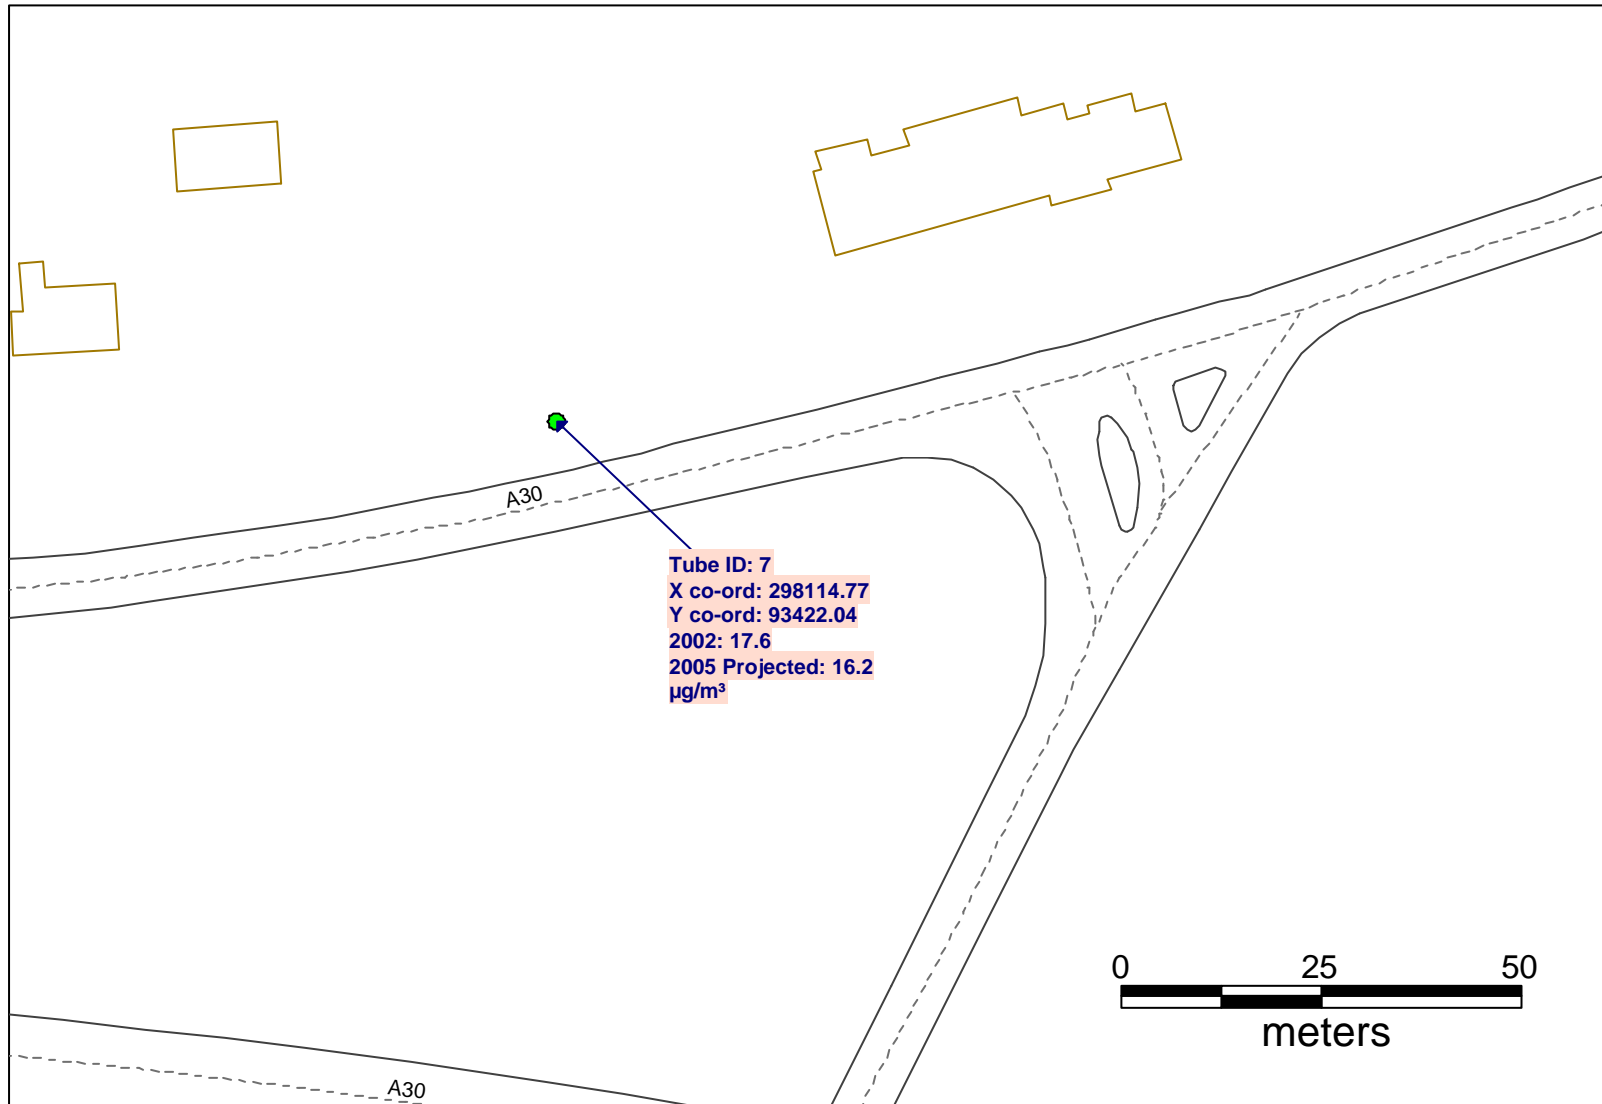 A30
Tube ID: 7
X co-ord: 298114.77
Y co-ord: 93422.04
2002: 17.6
2005 Projected: 16.2
µg/m³
0 25 50
meters
A30